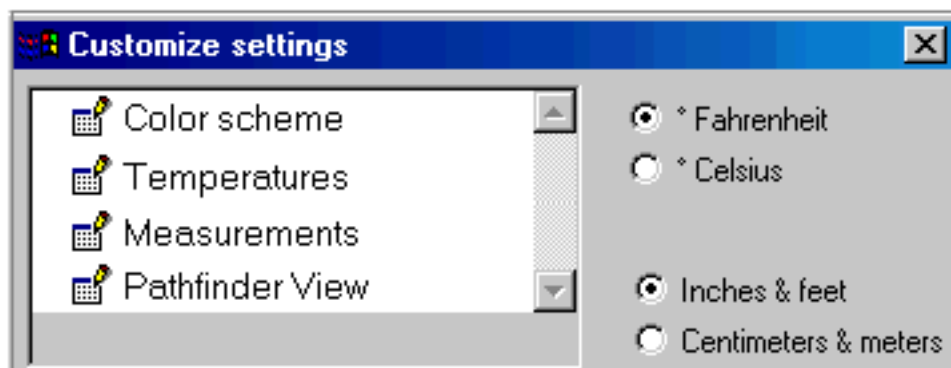 Customize settings
Color scheme
Temperatures
Measurements
Pathfinder View
° Fahrenheit
° Celsius
Inches & feet
Centimeters & meters